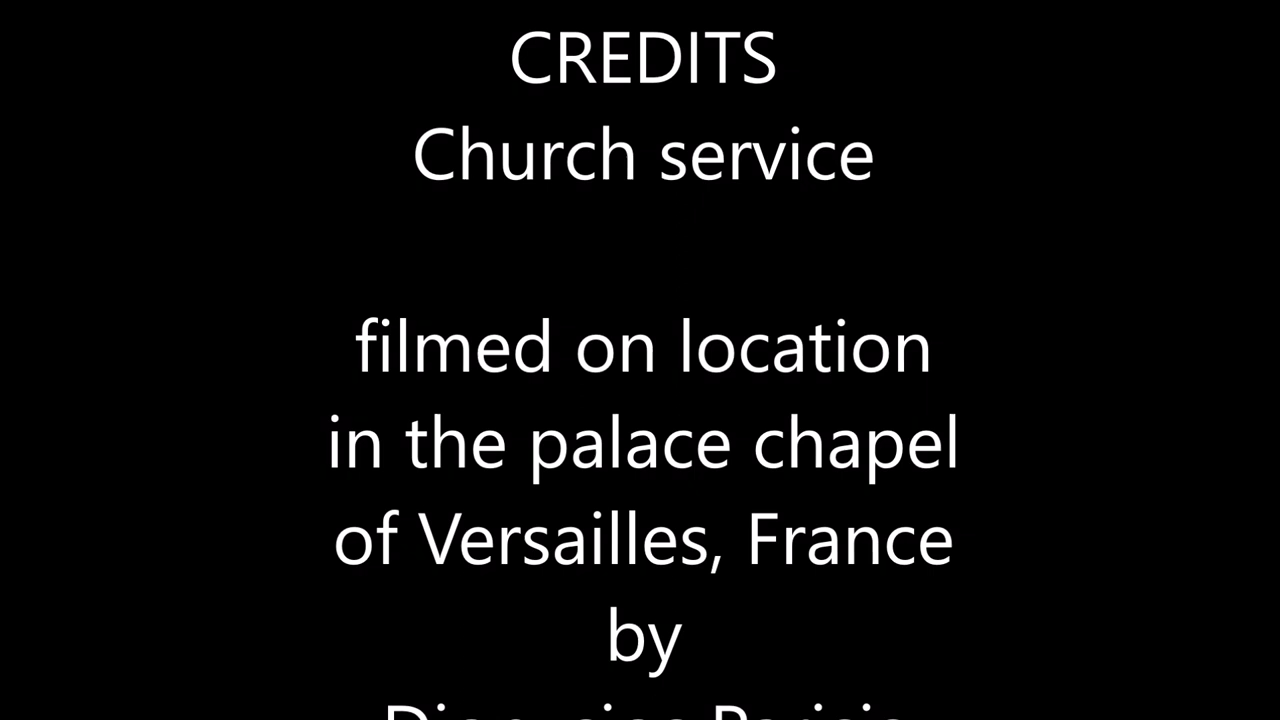 CREDITS
Church service
filmed on location
in the palace chapel
of Versailles, France
by